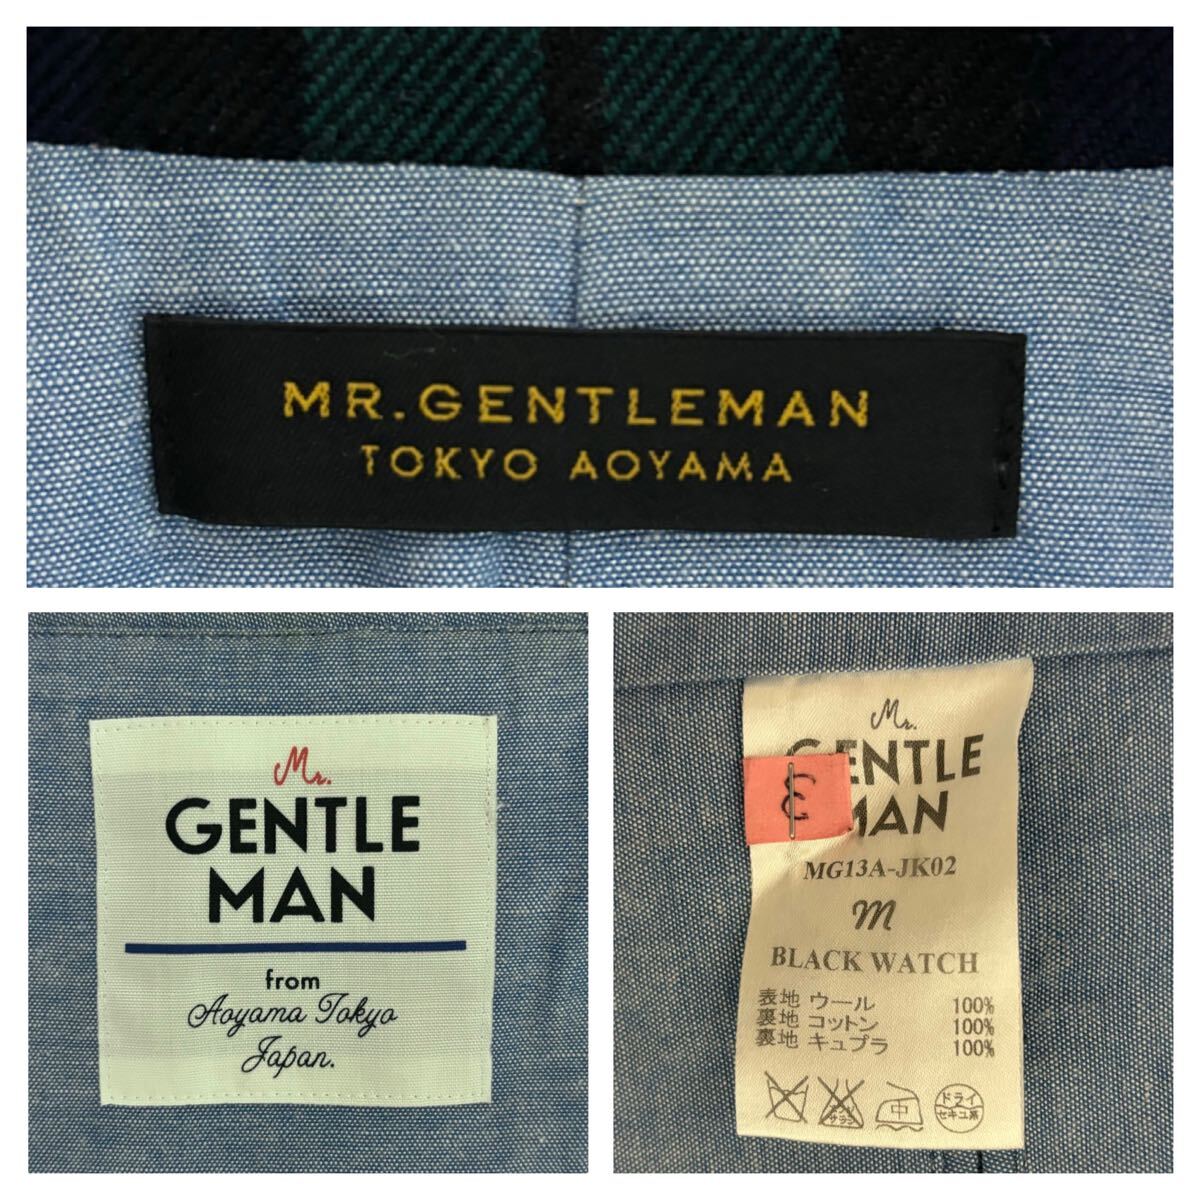 MR.GENTLEMAN
TOKYO AOYAMA
Mr.
GENTLE
MAN
from
Aoyama Tokyo
Japan.
Mr.
GENTLE
MAN
MG13A-JK02
M
BLACK WATCH
表地 ウール 100%
裏地 コットン 100%
裏地 キュプラ 100%
中
ドライ
セキユ系